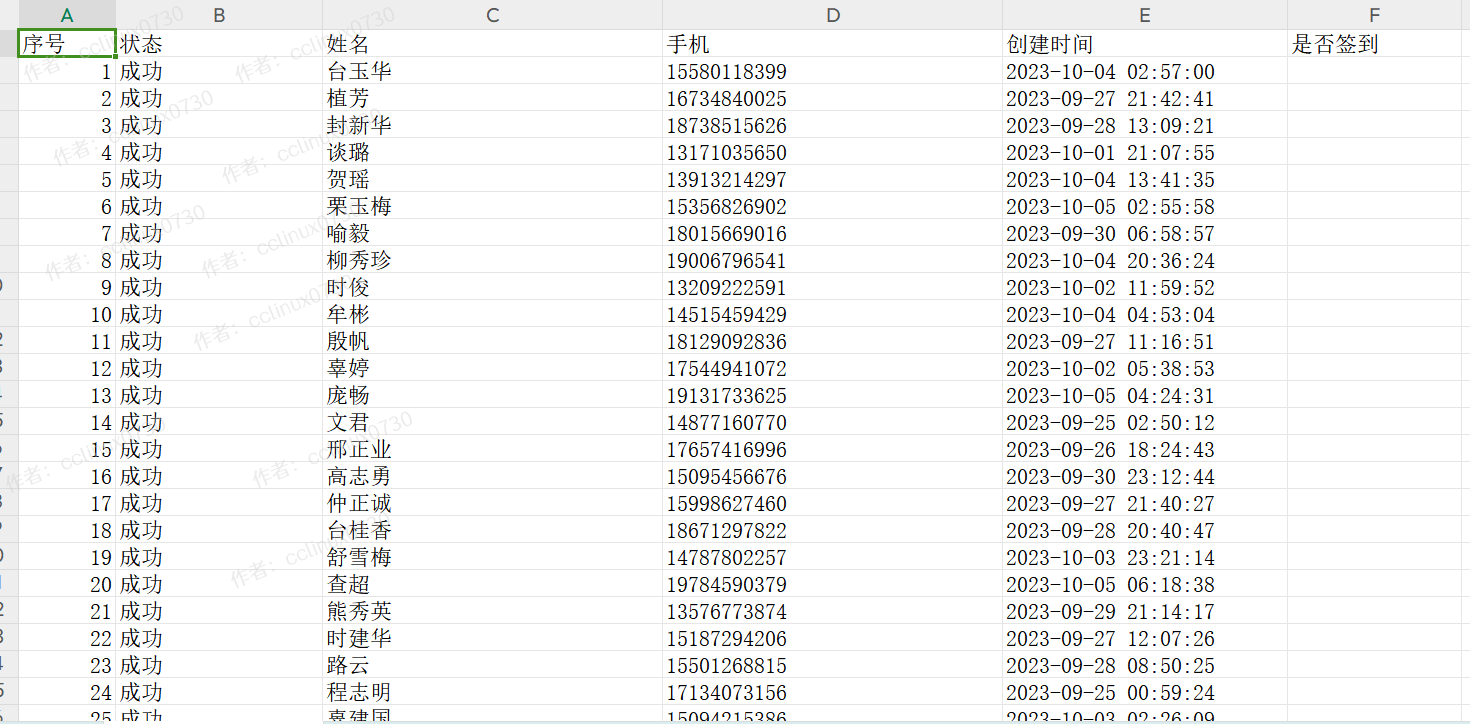 A B C D E F
序号 状态 姓名 手机 创建时间 是否签到
1 成功 台玉华 15580118399 2023-10-04 02:57:00
2 成功 植芳 16734840025 2023-09-27 21:42:41
3 成功 封新华 18738515626 2023-09-28 13:09:21
4 成功 谈璐 13171035650 2023-10-01 21:07:55
5 成功 贺瑶 13913214297 2023-10-04 13:41:35
6 成功 栗玉梅 15356826902 2023-10-05 02:55:58
7 成功 喻毅 18015669016 2023-09-30 06:58:57
8 成功 柳秀珍 19006796541 2023-10-04 20:36:24
9 成功 时俊 13209222591 2023-10-02 11:59:52
10 成功 牟彬 14515459429 2023-10-04 04:53:04
11 成功 殷帆 18129092836 2023-09-27 11:16:51
12 成功 辜婷 17544941072 2023-10-02 05:38:53
13 成功 庞畅 19131733625 2023-10-05 04:24:31
14 成功 文君 14877160770 2023-09-25 02:50:12
15 成功 邢正业 17657416996 2023-09-26 18:24:43
16 成功 高志勇 15095456676 2023-09-30 23:12:44
17 成功 仲正诚 15998627460 2023-09-27 21:40:27
18 成功 台桂香 18671297822 2023-09-28 20:40:47
19 成功 舒雪梅 14787802257 2023-10-03 23:21:14
20 成功 查超 19784590379 2023-10-05 06:18:38
21 成功 熊秀英 13576773874 2023-09-29 21:14:17
22 成功 时建华 15187294206 2023-09-27 12:07:26
23 成功 路云 15501268815 2023-09-28 08:50:25
24 成功 程志明 17134073156 2023-09-25 00:59:24
25 成功 15094215386 2023-10-03 02:26:09
作者：cclinux0730